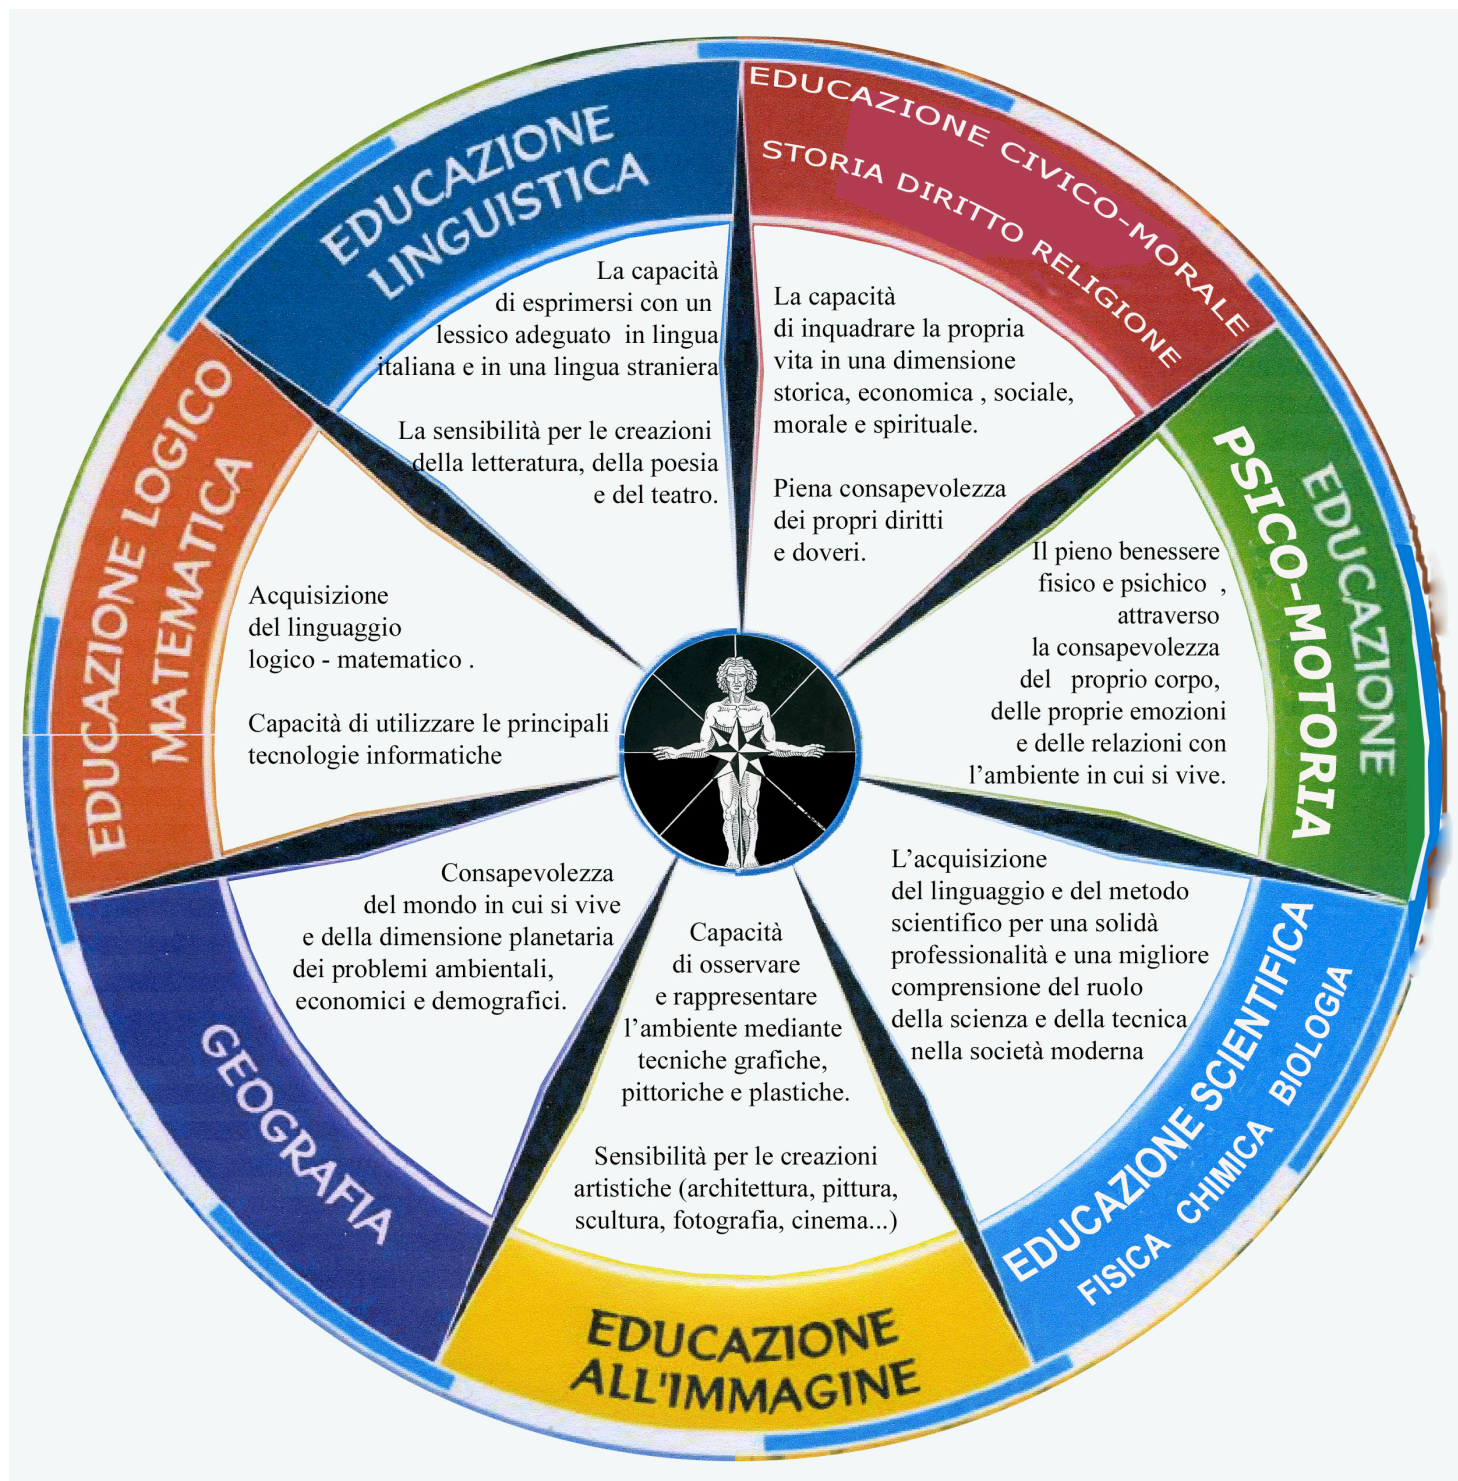 EDUCAZIONE
LINGUISTICA
La capacità
di esprimersi con un
lessico adeguato in lingua
italiana e in una lingua straniera
La sensibilità per le creazioni
della letteratura, della poesia
e del teatro.
EDUCAZIONE CIVICO-MORALE
STORIA DIRITTO RELIGIONE
La capacità
di inquadrare la propria
vita in una dimensione
storica, economica , sociale,
morale e spirituale.
Piena consapevolezza
dei propri diritti
e doveri.
EDUCAZIONE
PSICO-MOTORIA
Il pieno benessere
fisico e psichico ,
attraverso
la consapevolezza
del proprio corpo,
delle proprie emozioni
e delle relazioni con
l’ambiente in cui si vive.
EDUCAZIONE SCIENTIFICA
FISICA CHIMICA BIOLOGIA
L’acquisizione
del linguaggio e del metodo
scientifico per una solidà
professionalità e una migliore
comprensione del ruolo
della scienza e della tecnica
nella società moderna
EDUCAZIONE
ALL'IMMAGINE
Capacità
di osservare
e rappresentare
l’ambiente mediante
tecniche grafiche,
pittoriche e plastiche.
Sensibilità per le creazioni
artistiche (architettura, pittura,
scultura, fotografia, cinema...)
GEOGRAFIA
Consapevolezza
del mondo in cui si vive
e della dimensione planetaria
dei problemi ambientali,
economici e demografici.
EDUCAZIONE LOGICO
MATEMATICA
Acquisizione
del linguaggio
logico - matematico .
Capacità di utilizzare le principali
tecnologie informatiche